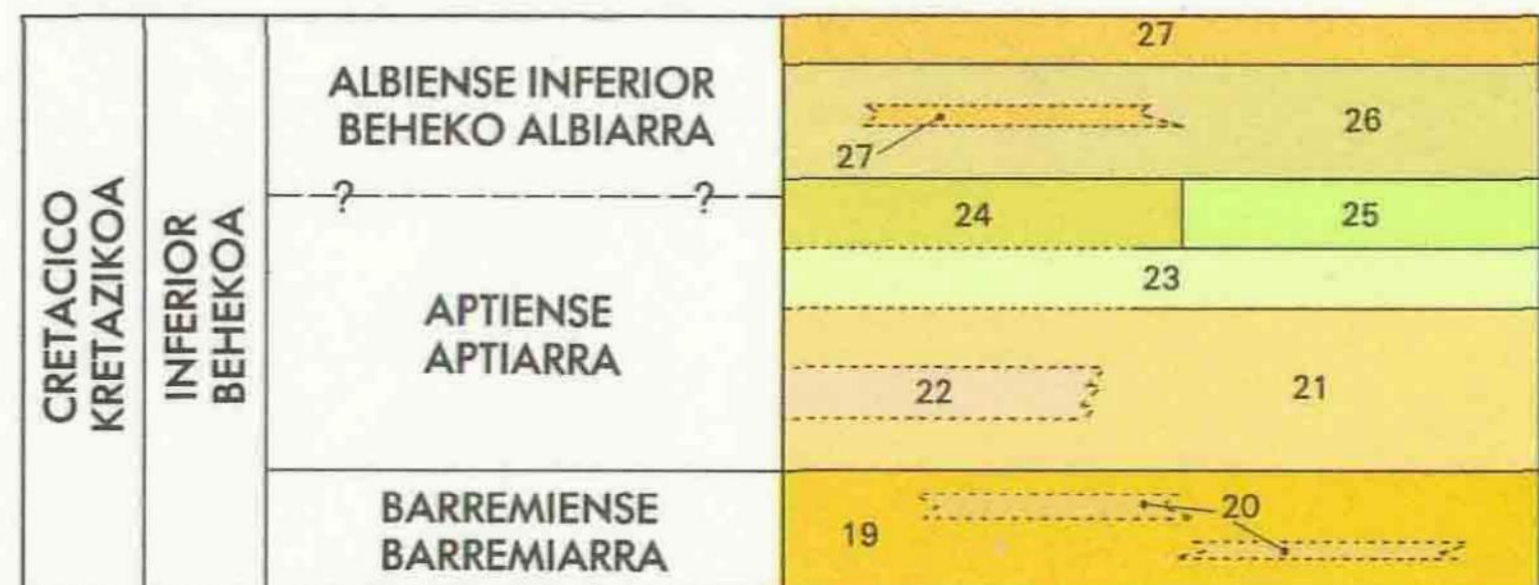 CRETACICO
KRETAZIKOA
INFERIOR
BEHEKOA
ALBIENSE INFERIOR
BEHEKO ALBIARRA
?
?
APTIENSE
APTIARRA
BARREMIENSE
BARREMIARRA
27
26
27
24
25
23
22
21
20
19